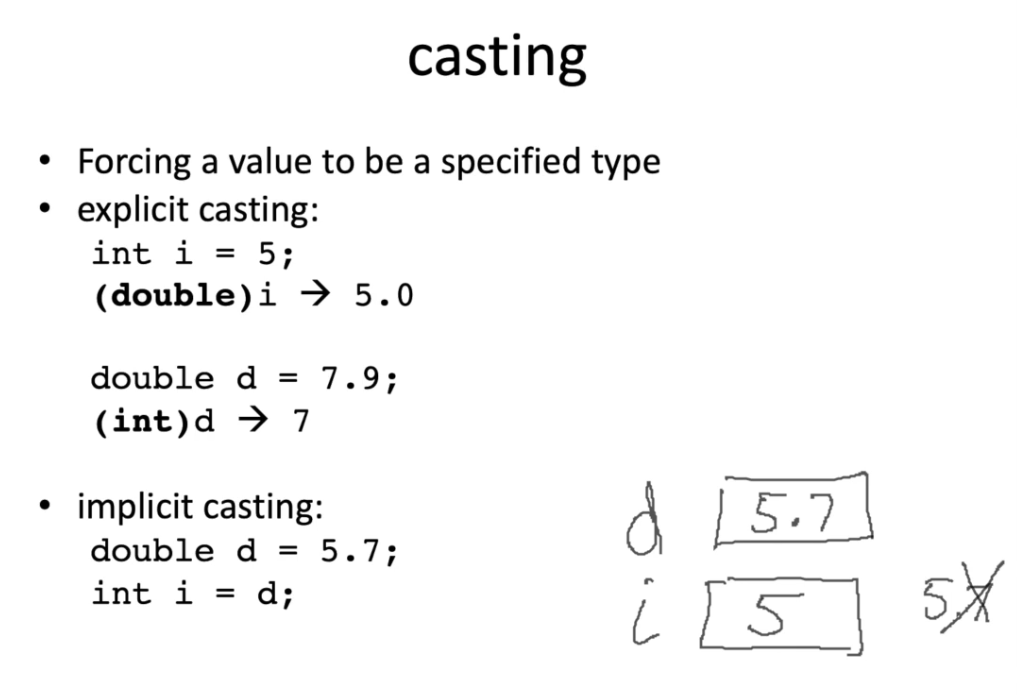 casting
• Forcing a value to be a specified type
• explicit casting:
int i = 5;
(double)i → 5.0
double d = 7.9;
(int)d → 7
• implicit casting:
double d = 5.7;
int i = d;
d 5.7
i 5 5.7